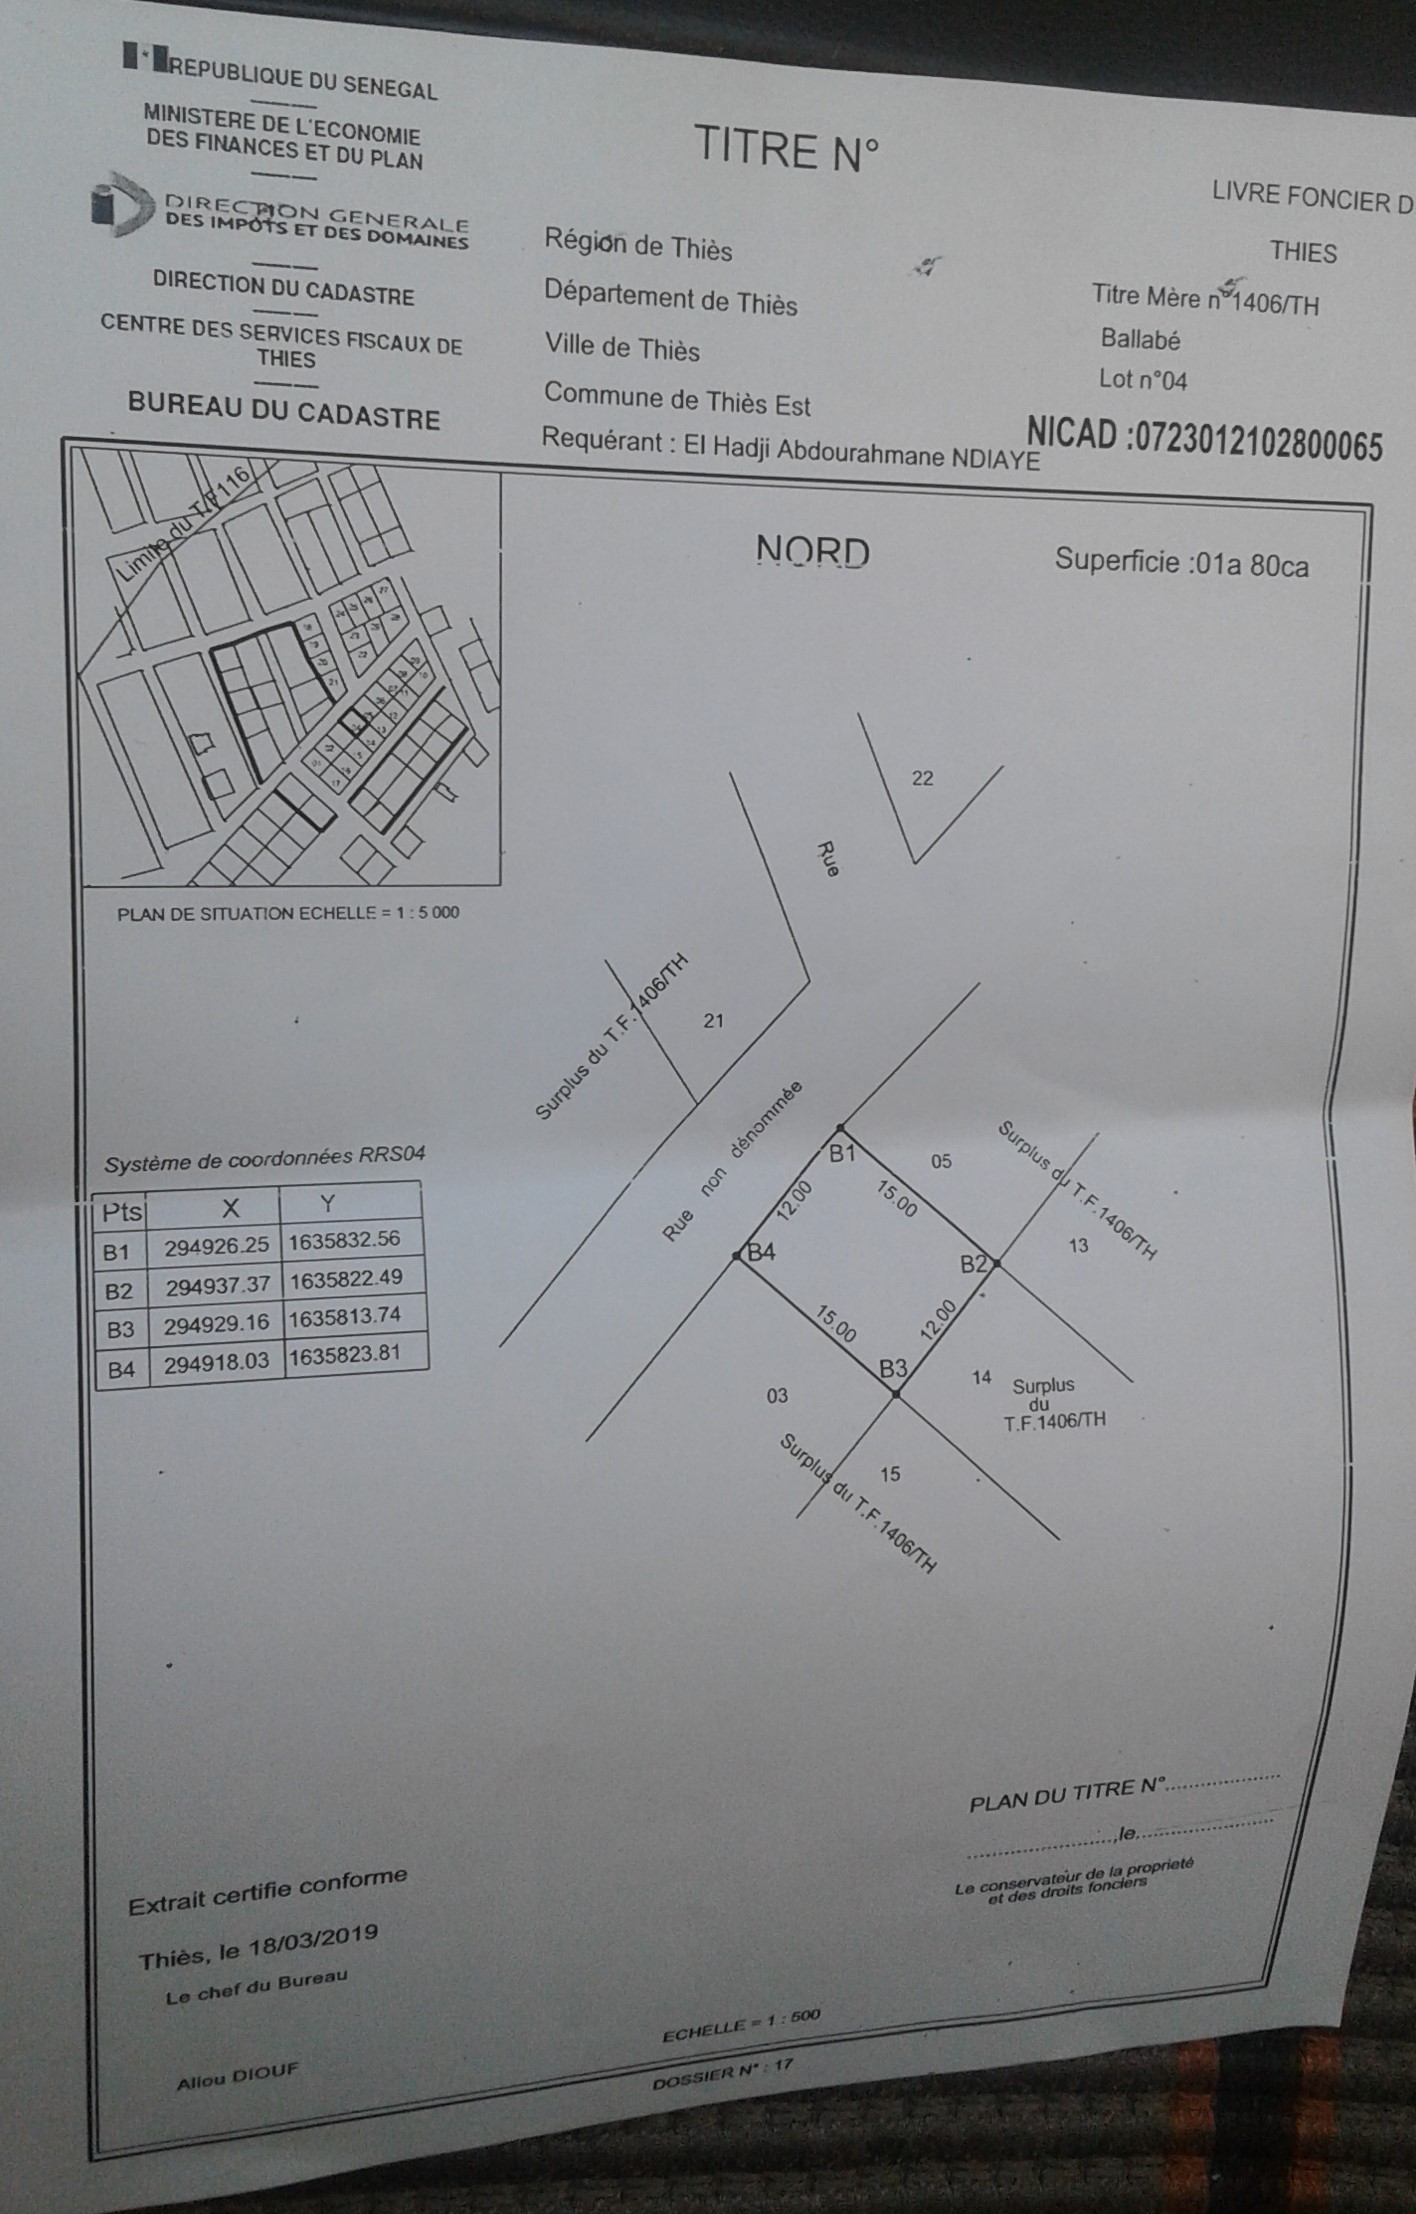 REPUBLIQUE DU SENEGAL
MINISTERE DE L'ECONOMIE
DES FINANCES ET DU PLAN
DIRECTION GENERALE
DES IMPÔTS ET DES DOMAINES
DIRECTION DU CADASTRE
CENTRE DES SERVICES FISCAUX DE
THIES
BUREAU DU CADASTRE
TITRE N°
Région de Thiès
Département de Thiès
Ville de Thiès
Commune de Thiès Est
Requérant : El Hadji Abdourahmane NDIAYE
LIVRE FONCIER D
THIES
Titre Mère n°1406/TH
Ballabé
Lot n°04
NICAD :0723012102800065
Limite du T.F116
PLAN DE SITUATION ECHELLE = 1 : 5 000
NORD
Superficie :01a 80ca
22
Rue
21
Surplus du T.F.1406/TH
Rue non dénommée
B1
05
Surplus du T.F.1406/TH
12.00
15.00
13
B4
B2
15.00
12.00
B3
03
14
Surplus
du
T.F.1406/TH
15
Surplus du T.F.1406/TH
Système de coordonnées RRS04
Pts X Y
B1 294926.25 1635832.56
B2 294937.37 1635822.49
B3 294929.16 1635813.74
B4 294918.03 1635823.81
PLAN DU TITRE N°....................
........................,le......................
Le conservateur de la proprieté
et des droits fonciers
Extrait certifie conforme
Thiès, le 18/03/2019
Le chef du Bureau
Aliou DIOUF
ECHELLE = 1 : 500
DOSSIER N° : 17